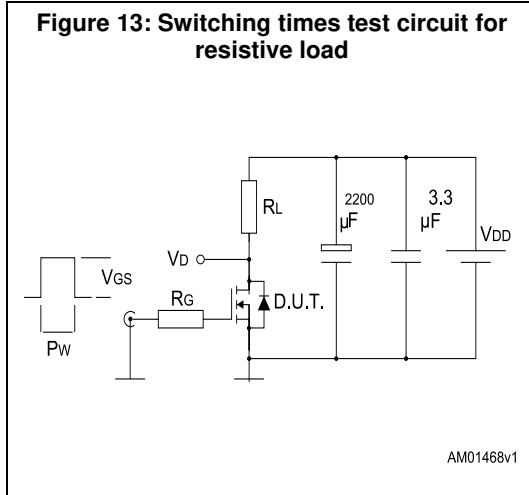 Figure 13: Switching times test circuit for
resistive load
RL
2200
µF
3.3
µF
VDD
VD
VGS
RG
D.U.T.
PW
AM01468v1